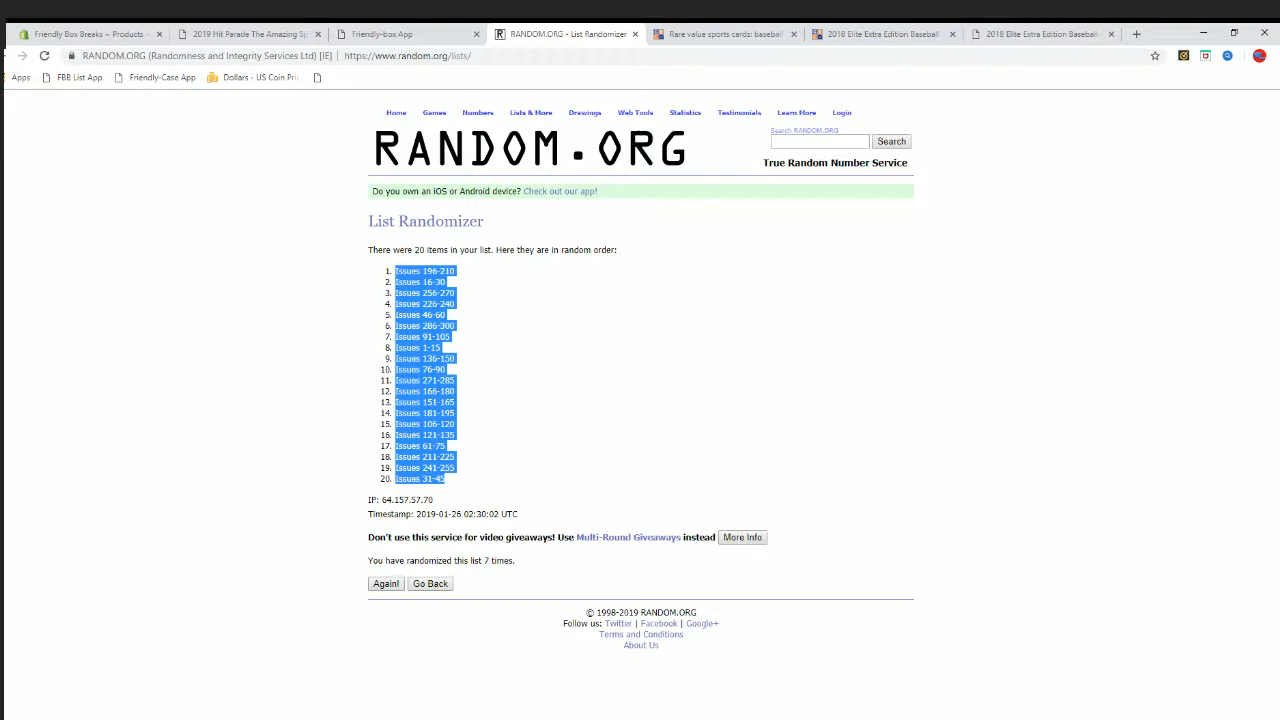 Friendly Box Breaks ~ Products ~
2019 Hit Parade The Amazing Sp
Friendly-box App
RANDOM.ORG - List Randomizer
Rare value sports cards: baseball
2018 Elite Extra Edition Baseball
2018 Elite Extra Edition Baseball
RANDOM.ORG (Randomness and Integrity Services Ltd) [IE] | https://www.random.org/lists/
Apps
FBB List App
Friendly-Case App
Dollars - US Coin Pri
Home Games Numbers Lists & More Drawings Web Tools Statistics Testimonials Learn More Login
RANDOM.ORG
Search RANDOM.ORG
Search
True Random Number Service
Do you own an iOS or Android device? Check out our app!
List Randomizer
There were 20 items in your list. Here they are in random order:
1. Issues 196-210
2. Issues 16-30
3. Issues 256-270
4. Issues 226-240
5. Issues 46-60
6. Issues 286-300
7. Issues 91-105
8. Issues 1-15
9. Issues 136-150
10. Issues 76-90
11. Issues 271-285
12. Issues 166-180
13. Issues 151-165
14. Issues 181-195
15. Issues 106-120
16. Issues 121-135
17. Issues 61-75
18. Issues 211-225
19. Issues 241-255
20. Issues 31-45
IP: 64.157.57.70
Timestamp: 2019-01-26 02:30:02 UTC
Don't use this service for video giveaways! Use Multi-Round Giveaways instead More Info
You have randomized this list 7 times.
Again! Go Back
© 1998-2019 RANDOM.ORG
Follow us: Twitter | Facebook | Google+
Terms and Conditions
About Us